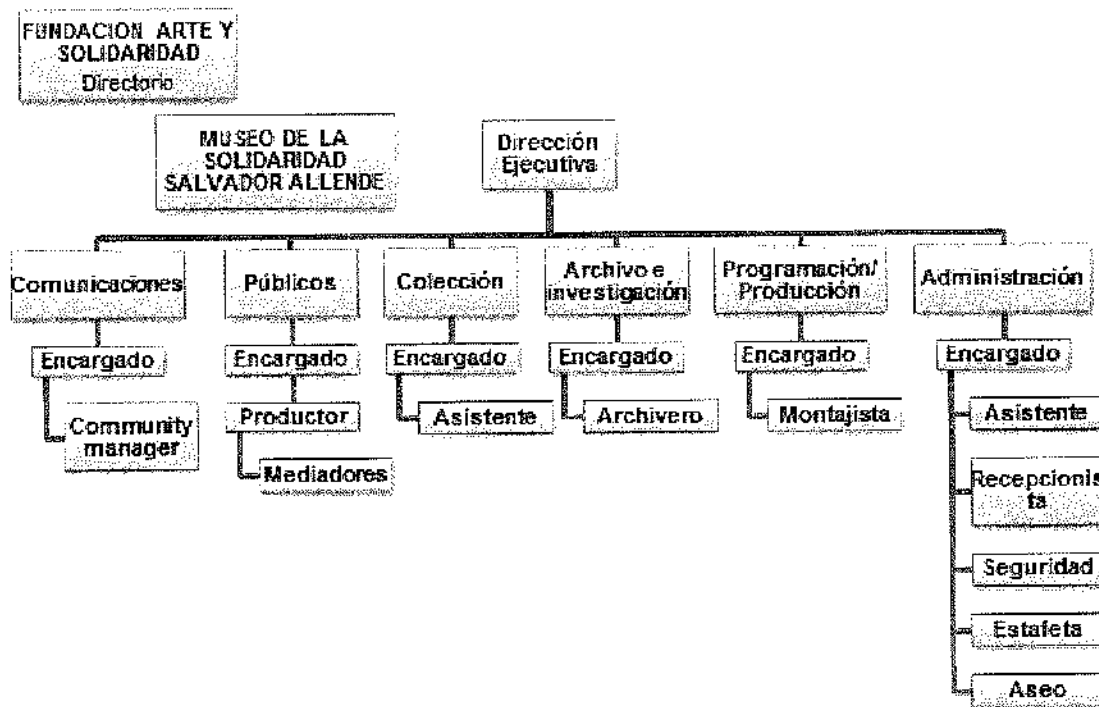 FUNDACION ARTE Y
SOLIDARIDAD
Directorio
MUSEO DE LA
SOLIDARIDAD
SALVADOR ALLENDE
Dirección
Ejecutiva
Comunicaciones
Públicos
Colección
Archivo e
investigación
Programación/
Producción
Administración
Encargado
Encargado
Encargado
Encargado
Encargado
Encargado
Community
manager
Productor
Mediadores
Asistente
Archivero
Montajista
Asistente
Recepcionis
ta
Seguridad
Estafeta
Aseo